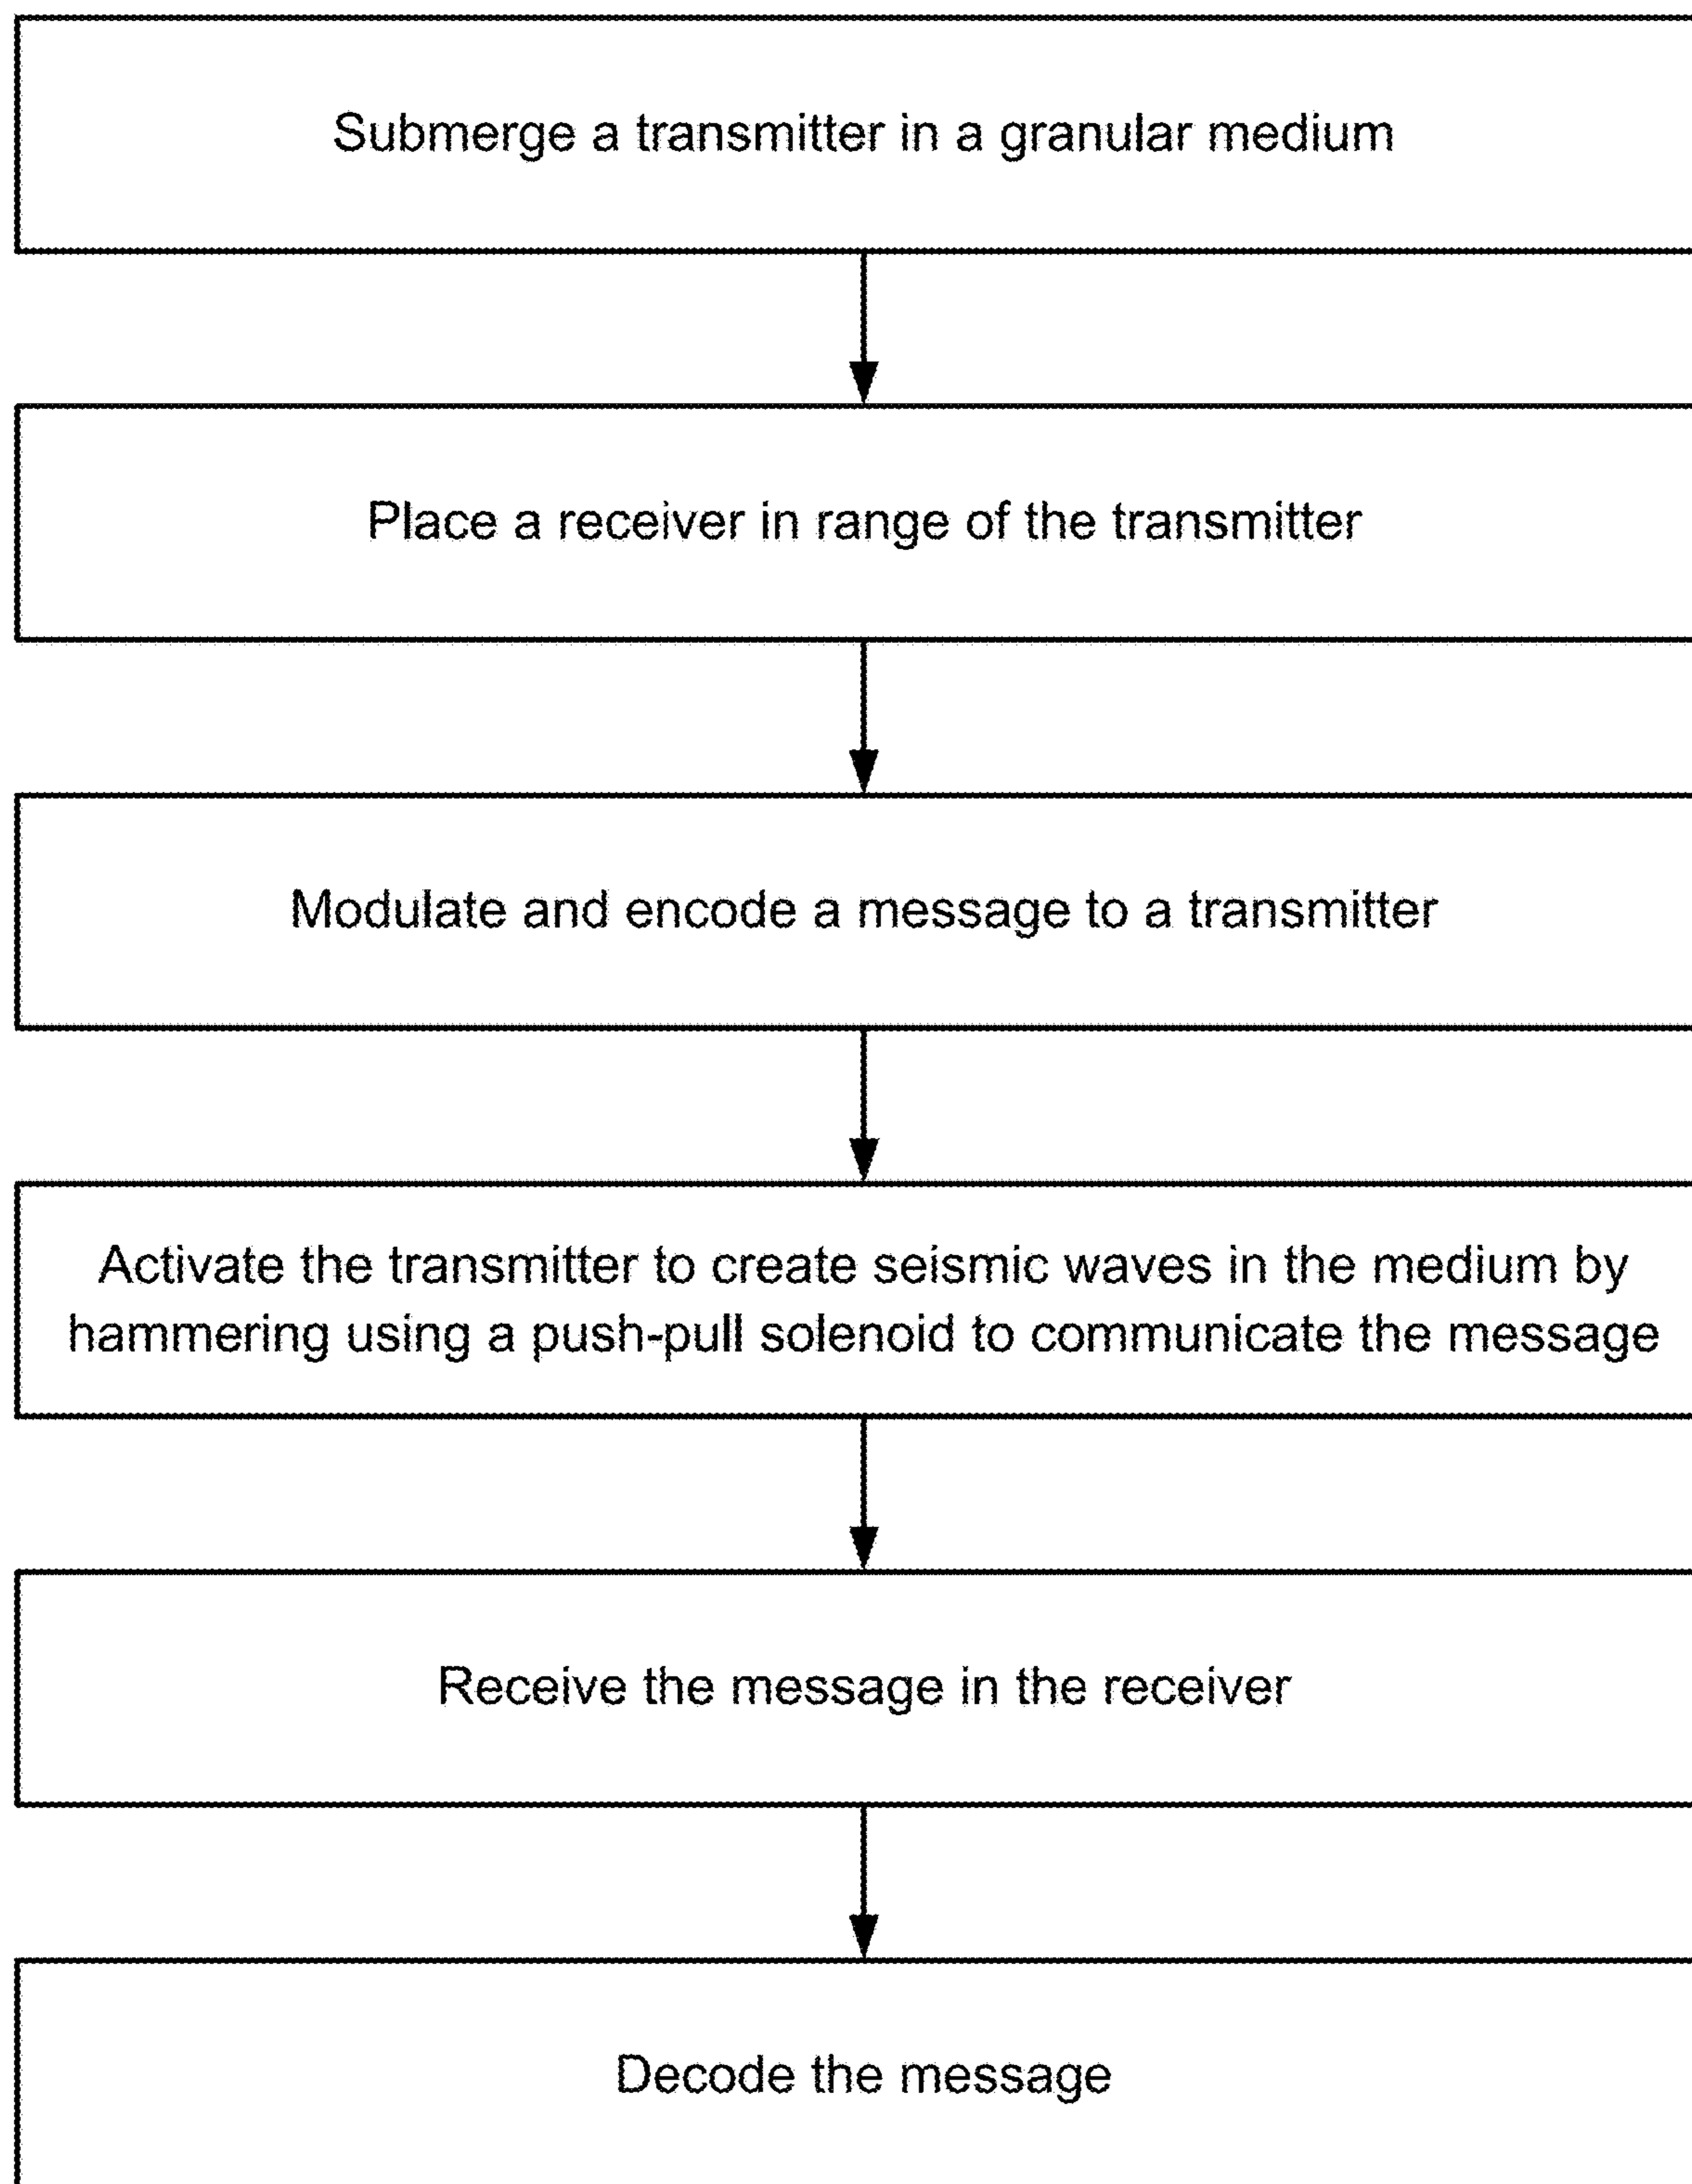 Submerge a transmitter in a granular medium
Place a receiver in range of the transmitter
Modulate and encode a message to a transmitter
Activate the transmitter to create seismic waves in the medium by
hammering using a push-pull solenoid to communicate the message
Receive the message in the receiver
Decode the message